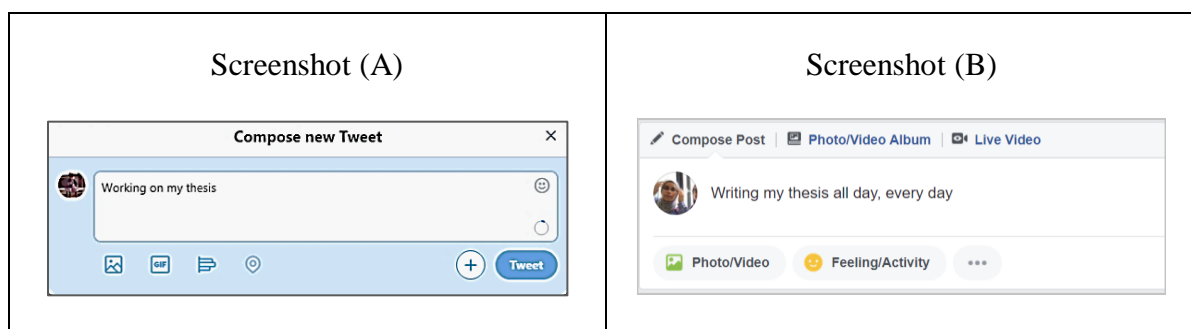 Screenshot (A)
Compose new Tweet
Working on my thesis
GIF
Tweet
Screenshot (B)
Compose Post | Photo/Video Album | Live Video
Writing my thesis all day, every day
Photo/Video Feeling/Activity